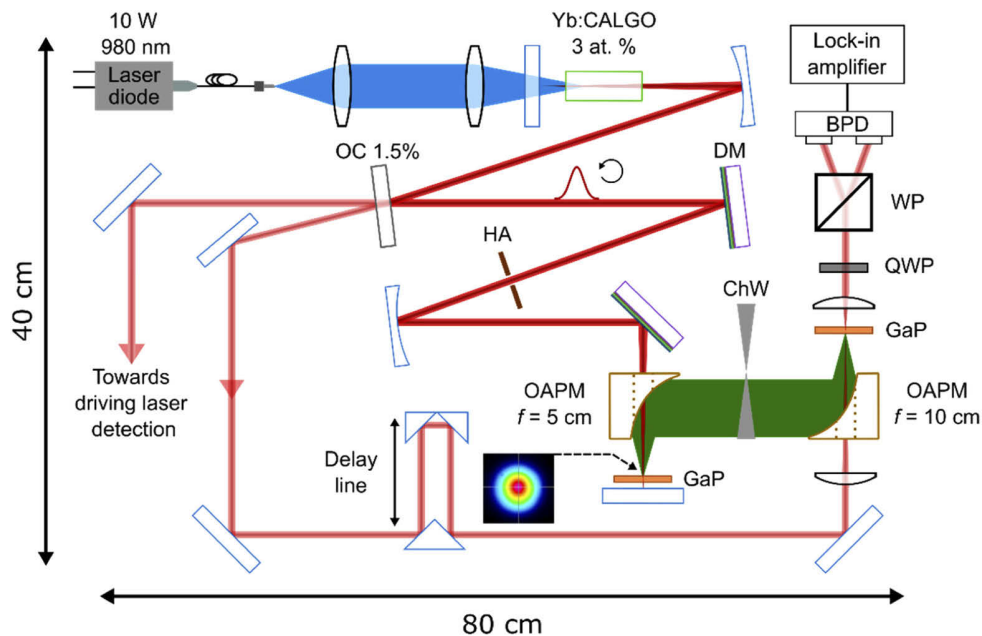 10 W
980 nm
Laser
diode
Yb:CALGO
3 at. %
Lock-in
amplifier
BPD
OC 1.5%
DM
WP
HA
QWP
ChW
GaP
40 cm
Towards
driving laser
detection
OAPM
f = 5 cm
OAPM
f = 10 cm
Delay
line
GaP
80 cm